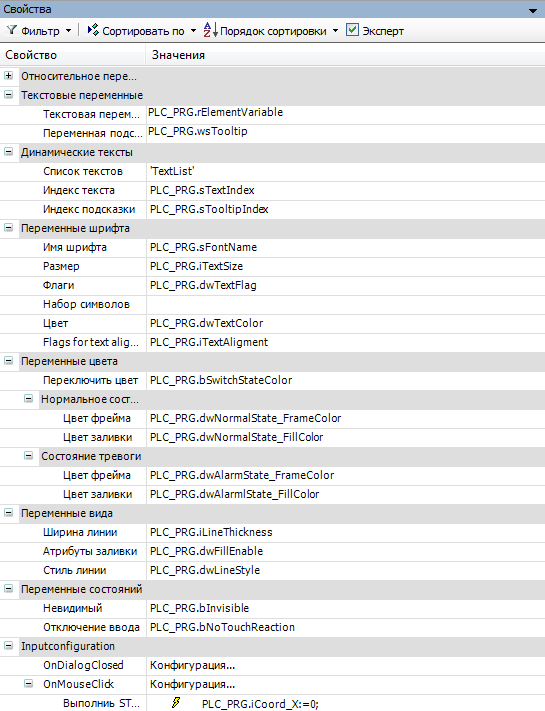 Свойства
Фильтр Сортировать по Порядок сортировки Эксперт
Свойство Значения
Относительное пере...
Текстовые переменные
Текстовая перем... PLC_PRG.rElementVariable
Переменная подс... PLC_PRG.wsTooltip
Динамические тексты
Список текстов 'TextList'
Индекс текста PLC_PRG.sTextIndex
Индекс подсказки PLC_PRG.sTooltipIndex
Переменные шрифта
Имя шрифта PLC_PRG.sFontName
Размер PLC_PRG.iTextSize
Флаги PLC_PRG.dwTextFlag
Набор символов
Цвет PLC_PRG.dwTextColor
Flags for text alig... PLC_PRG.iTextAligment
Переменные цвета
Переключить цвет PLC_PRG.bSwitchStateColor
Нормальное сост...
Цвет фрейма PLC_PRG.dwNormalState_FrameColor
Цвет заливки PLC_PRG.dwNormalState_FillColor
Состояние тревоги
Цвет фрейма PLC_PRG.dwAlarmState_FrameColor
Цвет заливки PLC_PRG.dwAlarmlState_FillColor
Переменные вида
Ширина линии PLC_PRG.iLineThickness
Атрибуты заливки PLC_PRG.dwFillEnable
Стиль линии PLC_PRG.dwLineStyle
Переменные состояний
Невидимый PLC_PRG.bInvisible
Отключение ввода PLC_PRG.bNoTouchReaction
Inputconfiguration
OnDialogClosed Конфигурация...
OnMouseClick Конфигурация...
Выполниь ST... PLC_PRG.iCoord_X:=0;